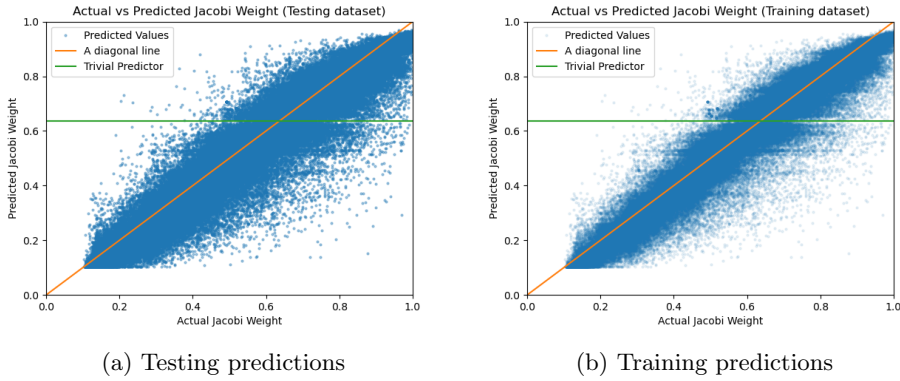 Actual vs Predicted Jacobi Weight (Testing dataset)
1.0
0.8
0.6
0.4
0.2
0.0
Predicted Jacobi Weight
Predicted Values
A diagonal line
Trivial Predictor
0.0 0.2 0.4 0.6 0.8 1.0
Actual Jacobi Weight
(a) Testing predictions
Actual vs Predicted Jacobi Weight (Training dataset)
1.0
0.8
0.6
0.4
0.2
0.0
Predicted Jacobi Weight
Predicted Values
A diagonal line
Trivial Predictor
0.0 0.2 0.4 0.6 0.8 1.0
Actual Jacobi Weight
(b) Training predictions